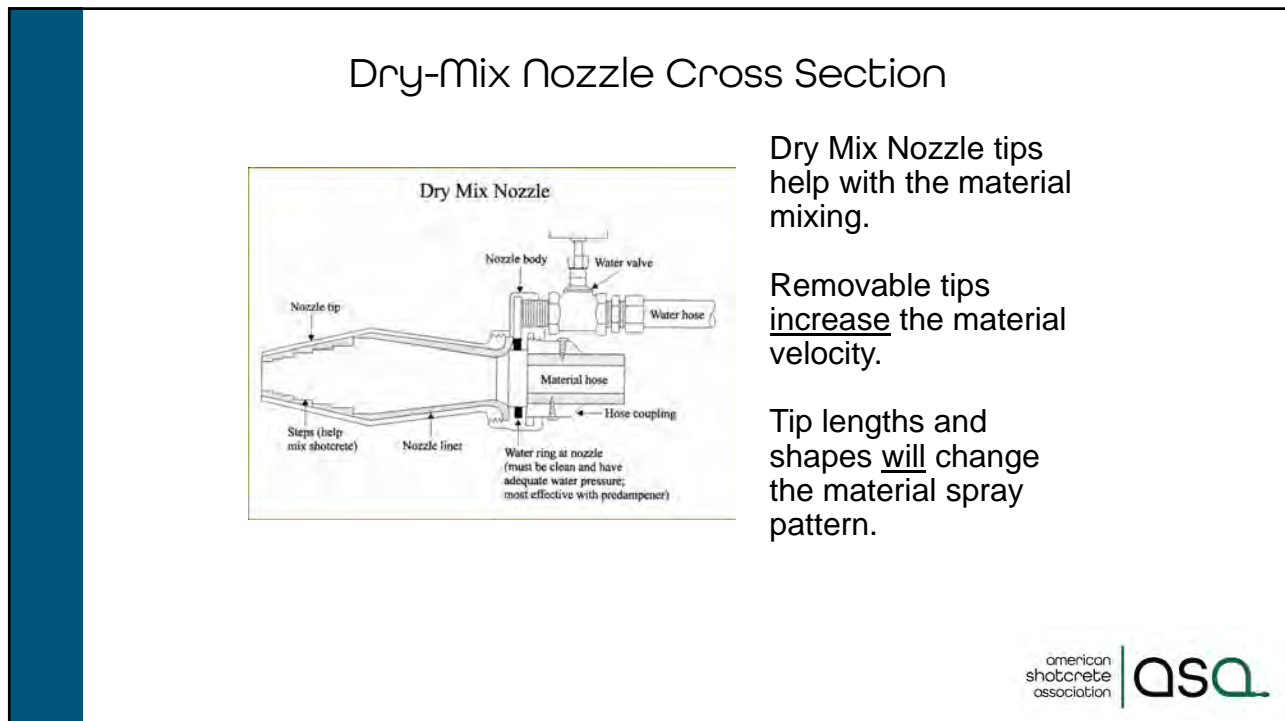 Dry-Mix Nozzle Cross Section
Dry Mix Nozzle
Nozzle body
Water valve
Nozzle tip
Water hose
Material hose
Hose coupling
Steps (help
mix shotcrete)
Nozzle liner
Water ring at nozzle
(must be clean and have
adequate water pressure;
most effective with predampener)
Dry Mix Nozzle tips
help with the material
mixing.
Removable tips
increase the material
velocity.
Tip lengths and
shapes will change
the material spray
pattern.
american
shotcrete
association
asa